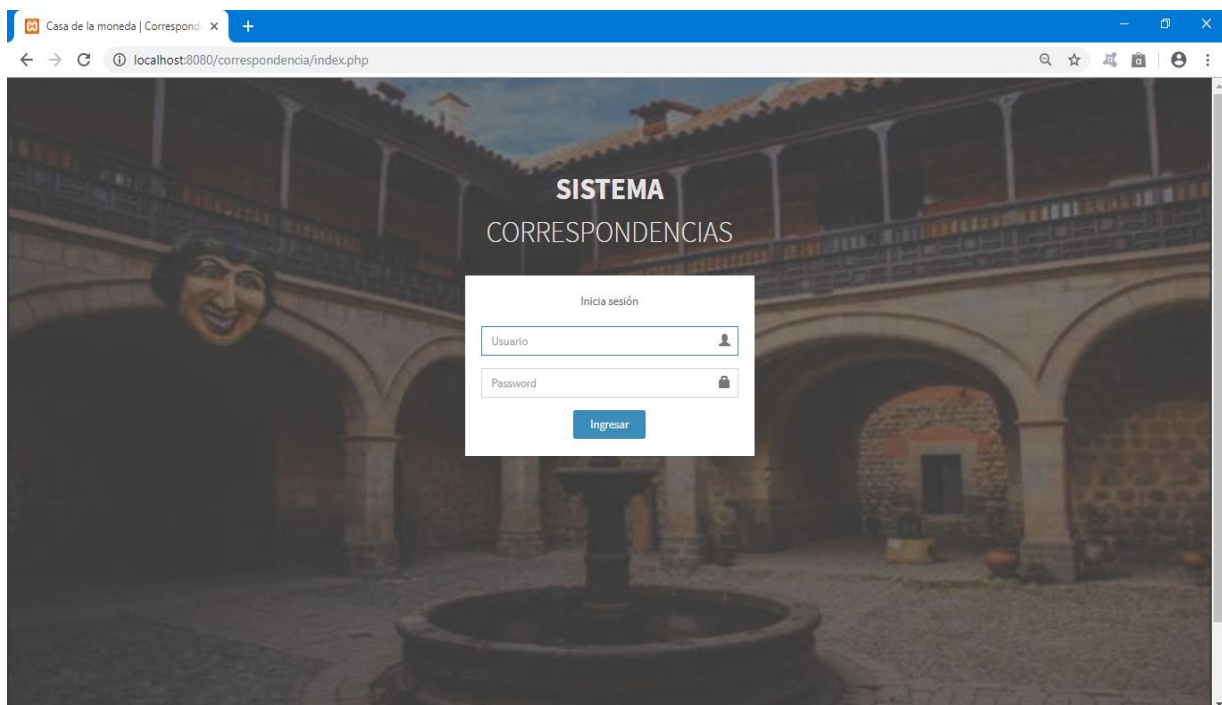 Casa de la moneda | Correspond
localhost:8080/correspondencia/index.php
SISTEMA
CORRESPONDENCIAS
Inicia sesión
Usuario
Password
Ingresar